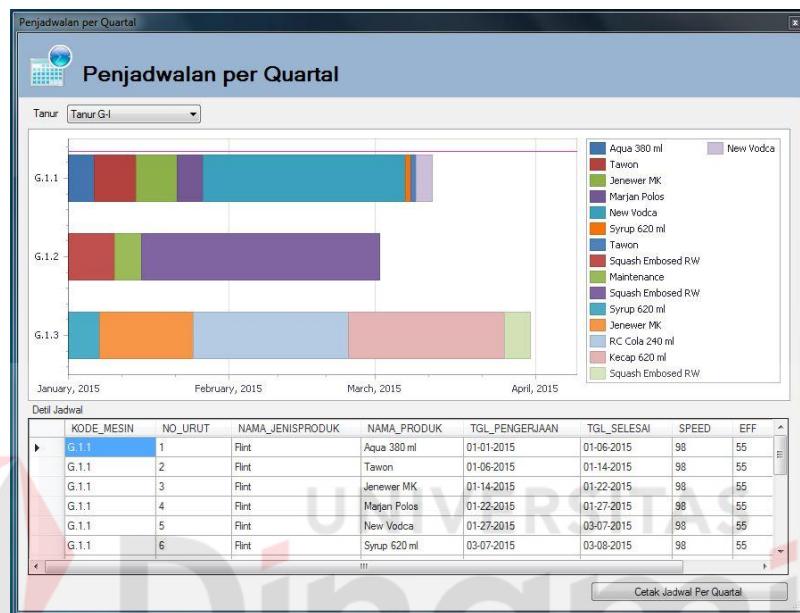 Penjadwalan per Quartal
Penjadwalan per Quartal
Tanur Tanur G-I
G.1.1
G.1.2
G.1.3
January, 2015 February, 2015 March, 2015 April, 2015
Aqua 380 ml New Vodca
Tawon
Jenewer MK
Marjan Polos
New Vodca
Syrup 620 ml
Tawon
Squash Embosed RW
Maintenance
Squash Embosed RW
Syrup 620 ml
Jenewer MK
RC Cola 240 ml
Kecap 620 ml
Squash Embosed RW
Detil Jadwal
KODE_MESIN NO_URUT NAMA_JENISPRODUK NAMA_PRODUK TGL_PENGERJAAN TGL_SELESAI SPEED EFF
G.1.1 1 Flint Aqua 380 ml 01-01-2015 01-06-2015 98 55
G.1.1 2 Flint Tawon 01-06-2015 01-14-2015 98 55
G.1.1 3 Flint Jenewer MK 01-14-2015 01-22-2015 98 55
G.1.1 4 Flint Marjan Polos 01-22-2015 01-27-2015 98 55
G.1.1 5 Flint New Vodca 01-27-2015 03-07-2015 98 55
G.1.1 6 Flint Syrup 620 ml 03-07-2015 03-08-2015 98 55
UNIVERSITAS
Cetak Jadwal Per Quartal